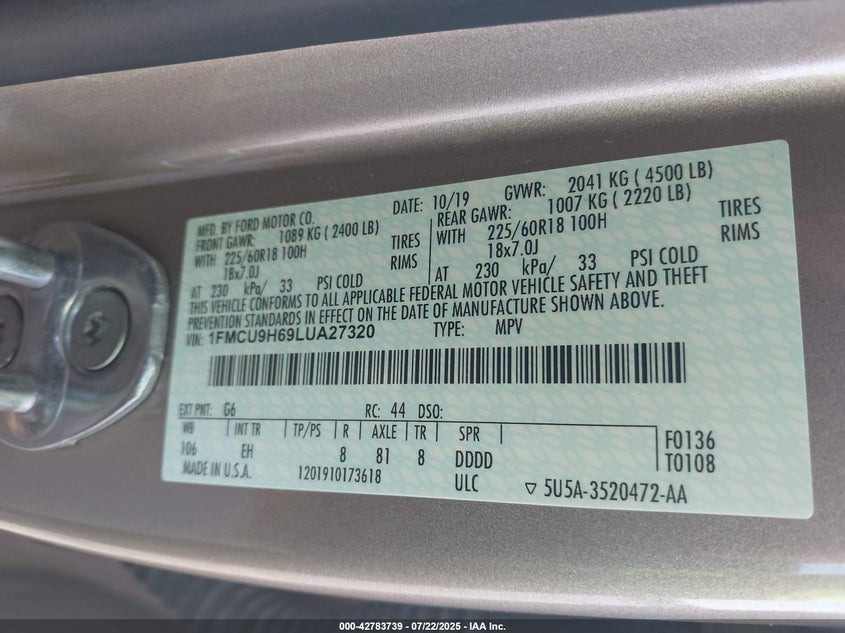 MFD. BY FORD MOTOR CO. DATE: 10/19 GVWR: 2041 KG ( 4500 LB)
FRONT GAWR: 1089 KG ( 2400 LB) REAR GAWR: 1007 KG ( 2220 LB)
WITH 225/60R18 100H TIRES WITH 225/60R18 100H TIRES
18x7.0J RIMS 18x7.0J RIMS
AT 230 kPa/ 33 PSI COLD AT 230 kPa/ 33 PSI COLD
THIS VEHICLE CONFORMS TO ALL APPLICABLE FEDERAL MOTOR VEHICLE SAFETY AND THEFT
PREVENTION STANDARDS IN EFFECT ON THE DATE OF MANUFACTURE SHOWN ABOVE.
VIN: 1FMCU9H69LUA27320 TYPE: MPV
EXT PNT: G6 RC: 44 DSO:
WB INT TR TP/PS R AXLE TR SPR
106 EH 8 81 8 DDDD F0136
MADE IN U.S.A. 1201910173618 ULC T0108
▽ 5U5A-3520472-AA
000-42783739 - 07/22/2025 - IAA Inc.